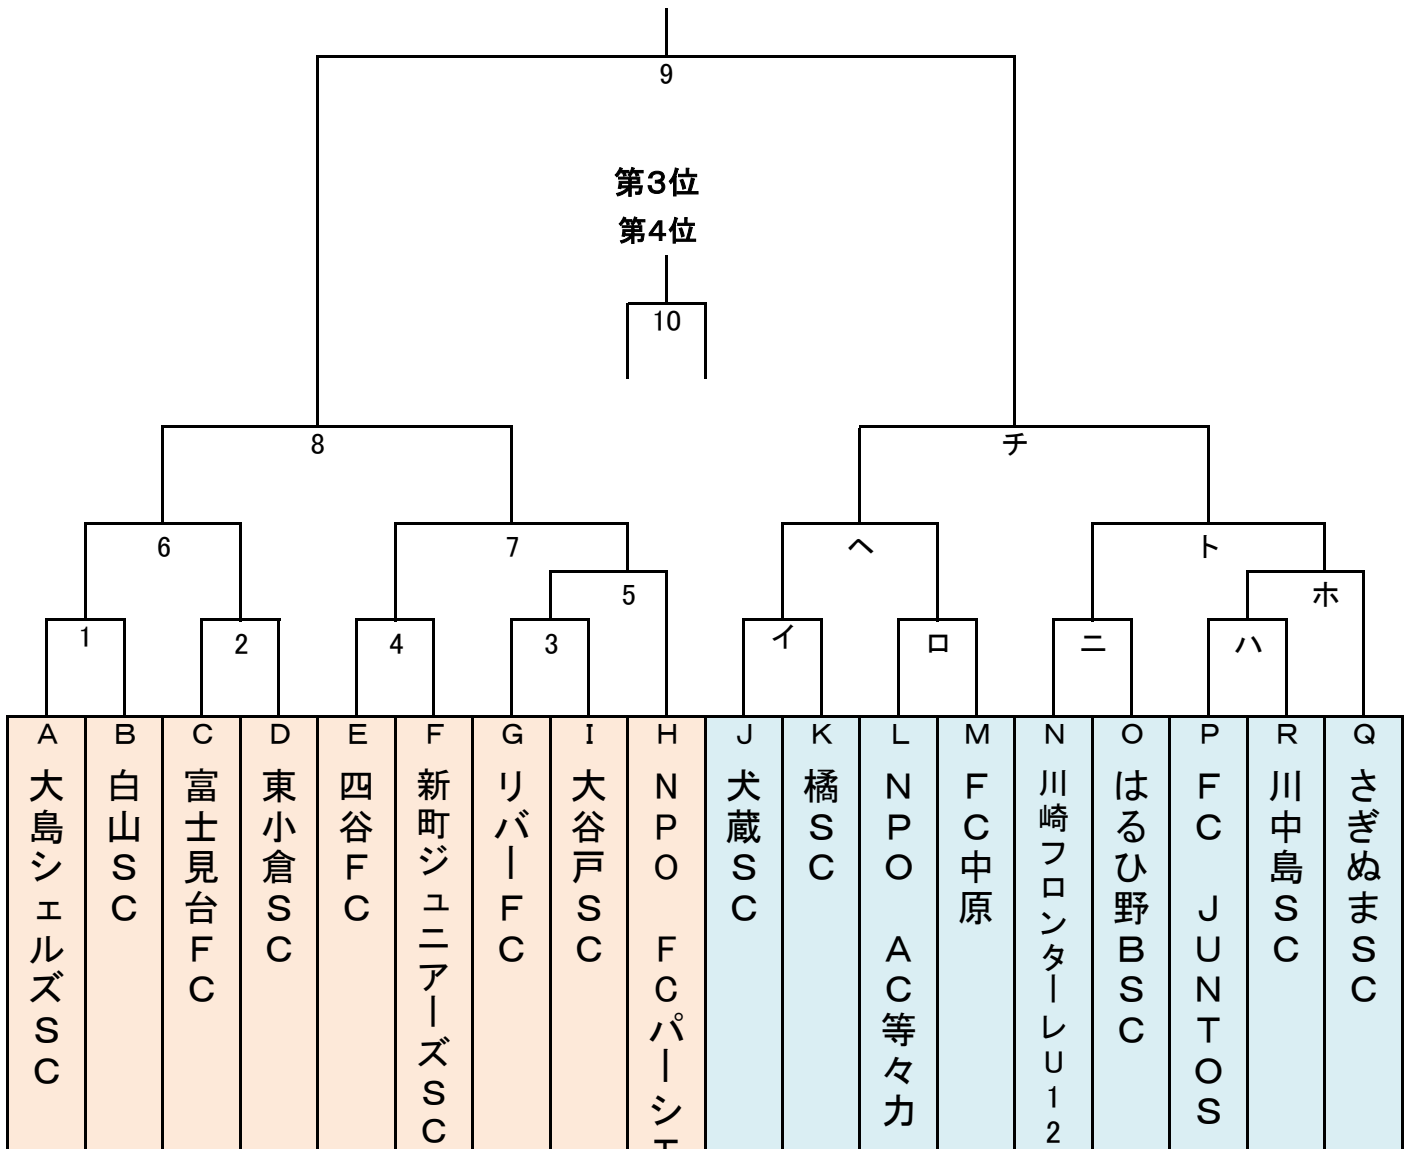 9
第3位
第4位
10
8
チ
6
7
ヘ
ト
5
ホ
1
2
4
3
イ
ロ
ニ
ハ
A
B
C
D
E
F
G
I
H
J
K
L
M
N
O
P
R
Q
大島シェルズSC
白山SC
富士見台FC
東小倉SC
四谷FC
新町ジュニアーズSC
リバーFC
大谷戸SC
NPO FCパーシ
犬蔵SC
橘SC
NPO AC等々力
FC中原
川崎フロンターレU12
はるひ野BSC
FC JUNTOS
川中島SC
さぎぬまSC